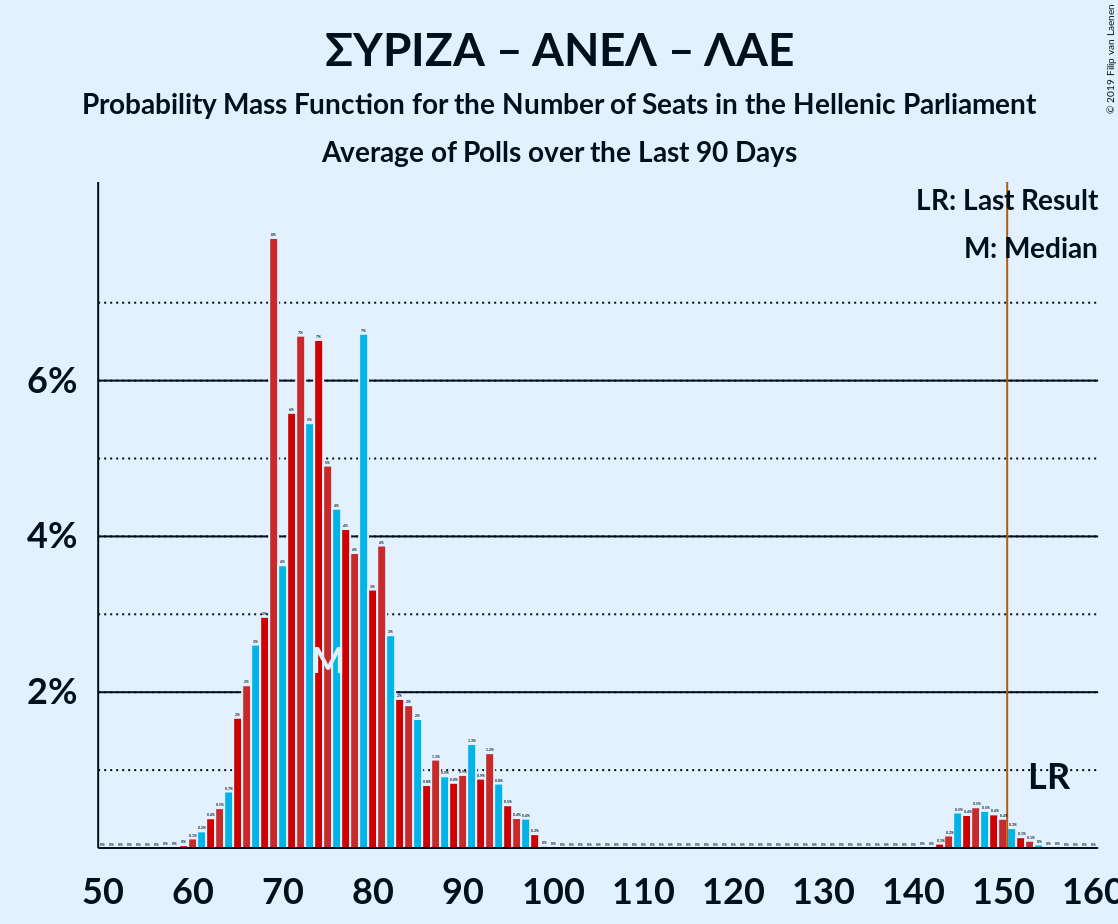 ΣΥΡΙΖΑ – ΑΝΕΛ – ΛΑΕ
Probability Mass Function for the Number of Seats in the Hellenic Parliament
Average of Polls over the Last 90 Days
© 2019 Filip van Laenen
LR: Last Result
M: Median
6%
4%
2%
M
LR
50 60 70 80 90 100 110 120 130 140 150 160